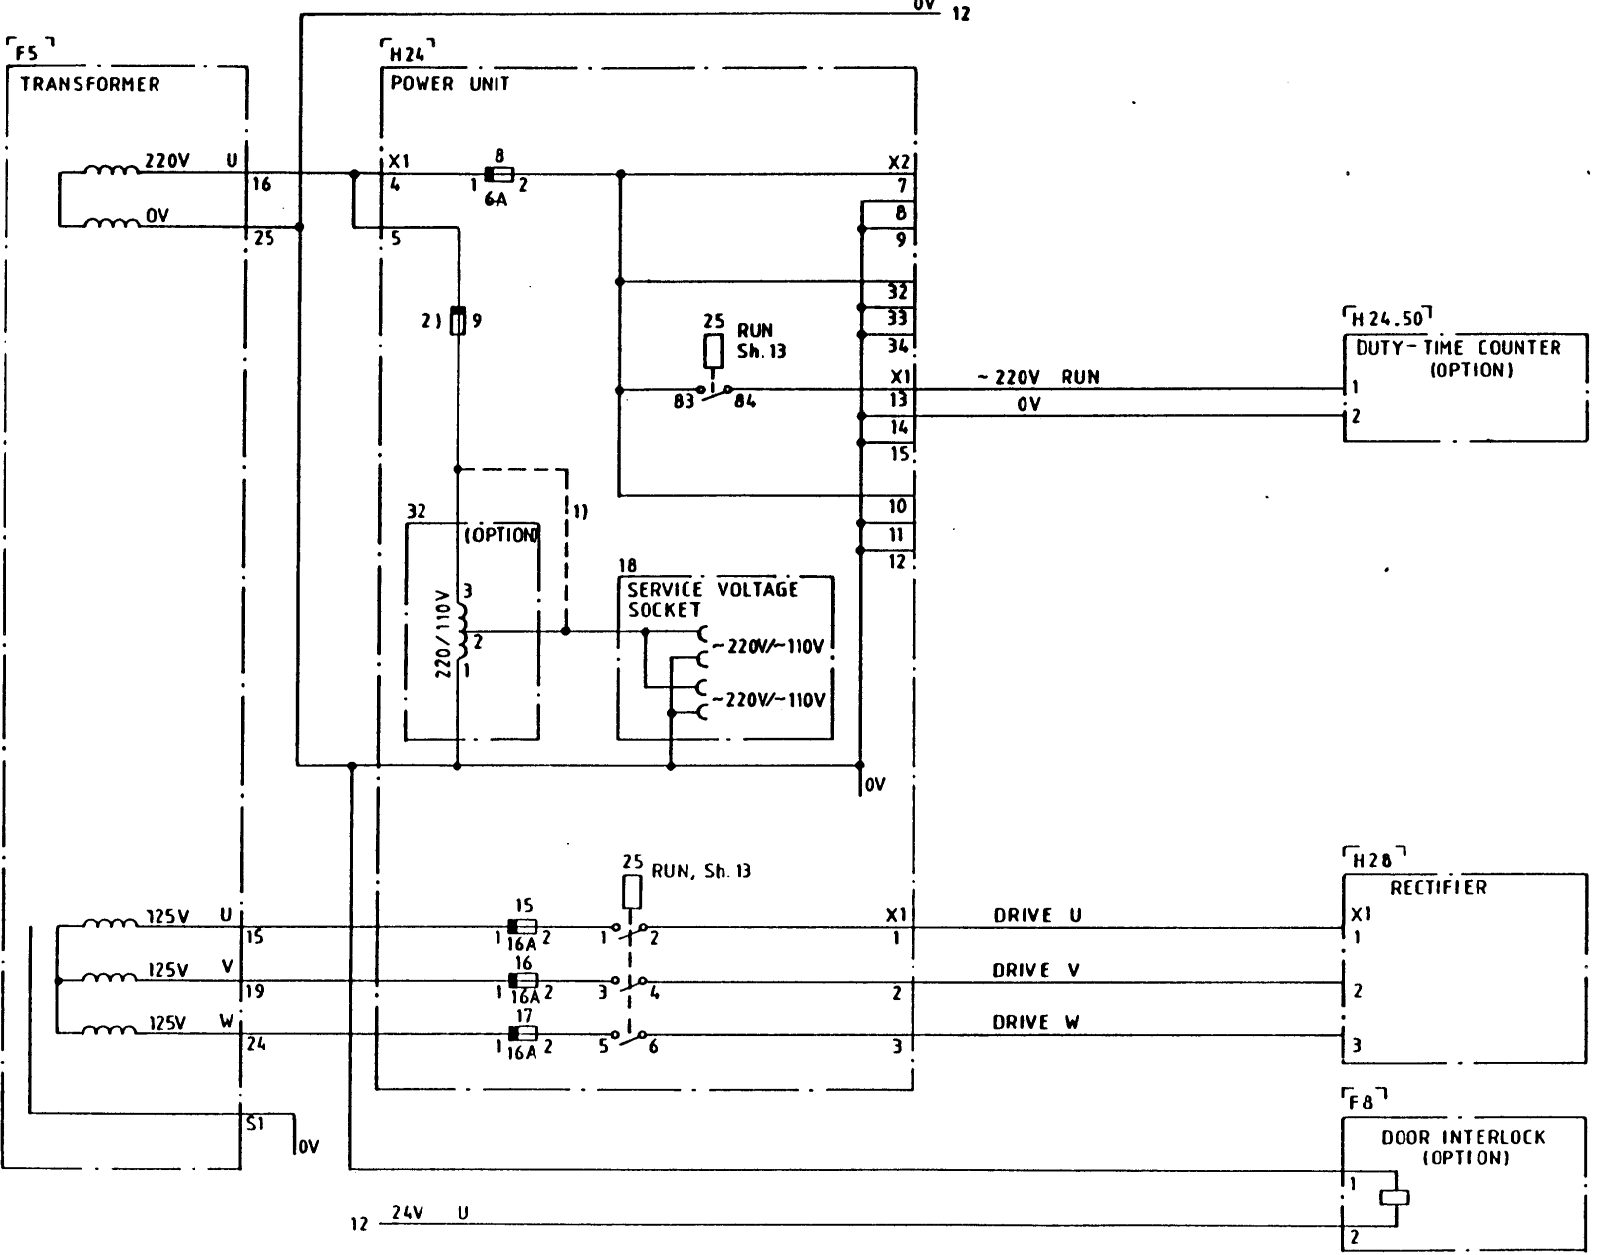 0V 12
F5
TRANSFORMER
220V U
16
0V
25
H24
POWER UNIT
X1
4
8
1 2
6A
X2
7
8
9
5
2) 9
32
33
34
25 RUN
Sh.13
83 84
X1
13
14
15
~220V RUN
0V
H24.50
DUTY-TIME COUNTER
(OPTION)
1
2
1)
10
11
12
32
(OPTION)
220/110V
3
2
1
18
SERVICE VOLTAGE
SOCKET
~220V/~110V
~220V/~110V
0V
25 RUN, Sh.13
125V U
15
15
1 16A 2
1 2
X1
1
DRIVE U
125V V
19
16
1 16A 2
3 4
2
DRIVE V
125V W
24
17
1 16A 2
5 6
3
DRIVE W
H28
RECTIFIER
X1
1
2
3
S1
0V
F8
DOOR INTERLOCK
(OPTION)
1
2
12 24V U